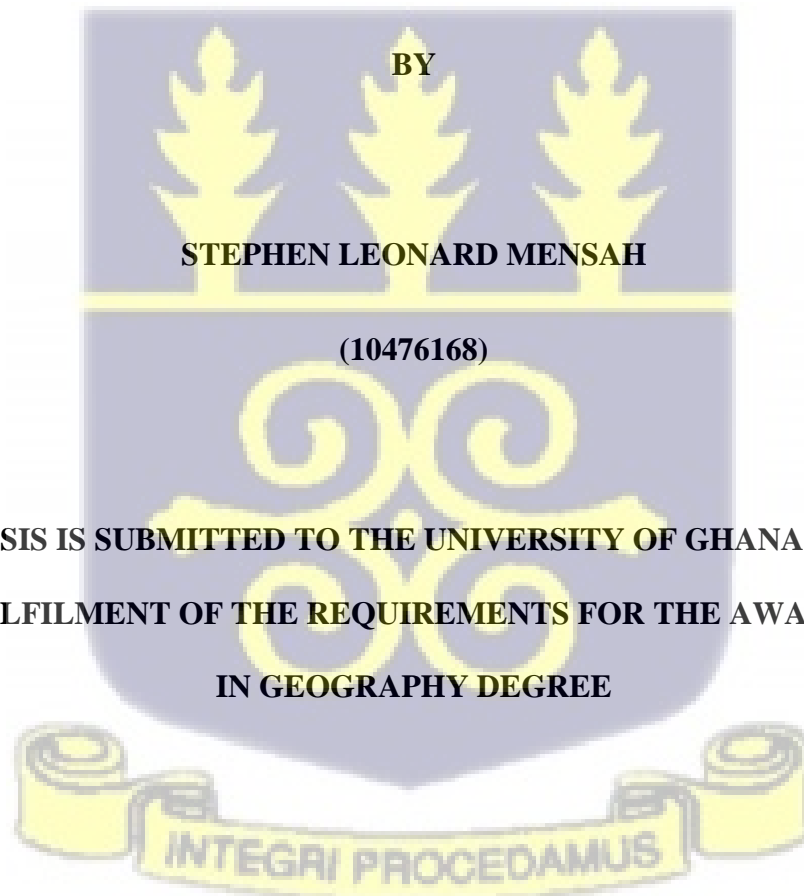 BY
STEPHEN LEONARD MENSAH
(10476168)
SIS IS SUBMITTED TO THE UNIVERSITY OF GHANA
LFILMENT OF THE REQUIREMENTS FOR THE AWA
IN GEOGRAPHY DEGREE
INTEGRI PROCEDAMUS